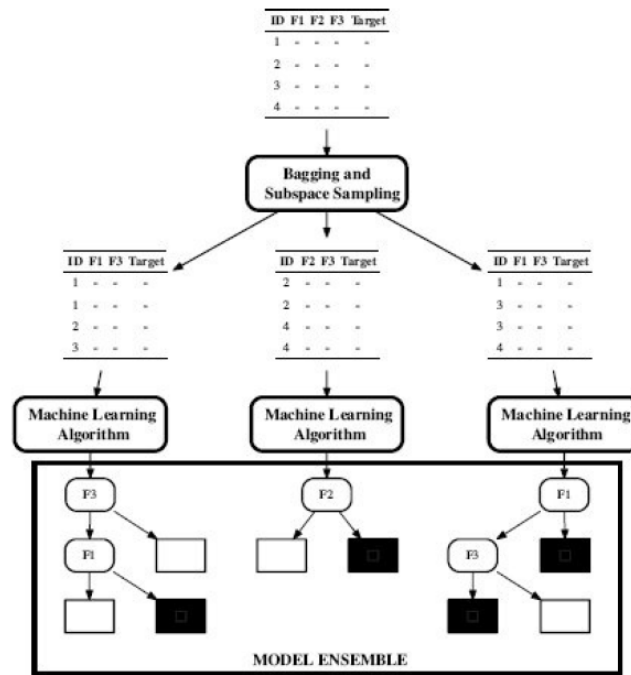 ID F1 F2 F3 Target
1 - - - -
2 - - - -
3 - - - -
4 - - - -
Bagging and
Subspace Sampling
ID F1 F3 Target
1 - - -
1 - - -
2 - - -
3 - - -
ID F2 F3 Target
2 - - -
2 - - -
4 - - -
4 - - -
ID F1 F3 Target
1 - - -
3 - - -
3 - - -
4 - - -
Machine Learning
Algorithm
Machine Learning
Algorithm
Machine Learning
Algorithm
F3
F2
F1
F1
F3
MODEL ENSEMBLE